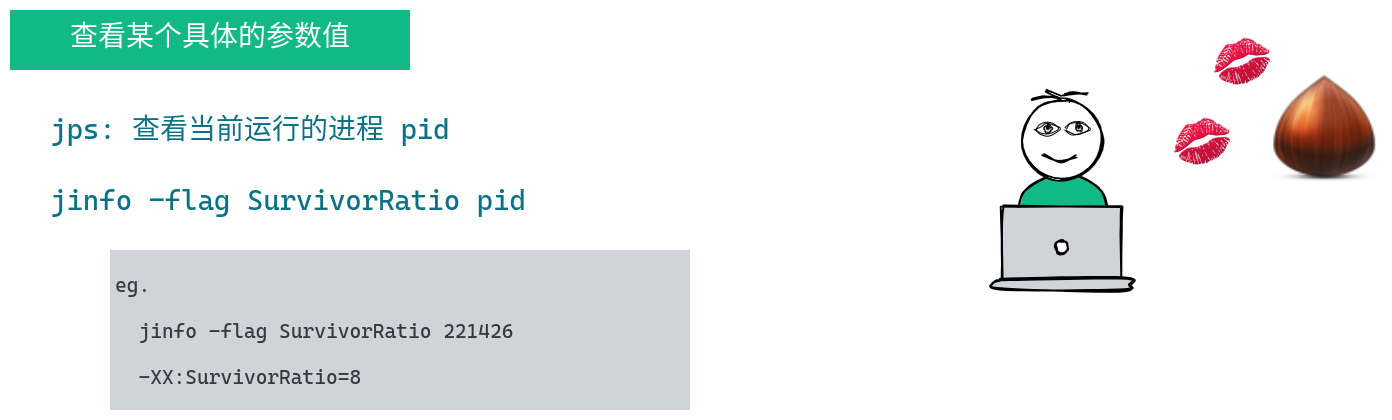 查看某个具体的参数值
jps: 查看当前运行的进程 pid
jinfo -flag SurvivorRatio pid
eg.
jinfo -flag SurvivorRatio 221426
-XX:SurvivorRatio=8